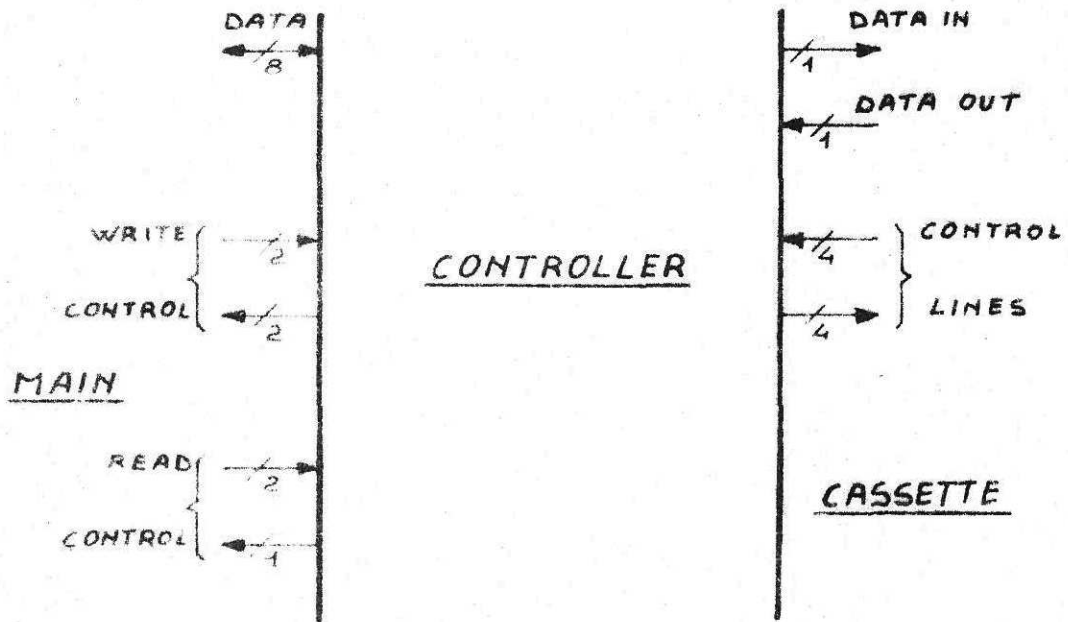 DATA
8
DATA IN
1
DATA OUT
1
WRITE
2
CONTROL
2
CONTROLLER
CONTROL
4
LINES
4
MAIN
READ
2
CONTROL
1
CASSETTE